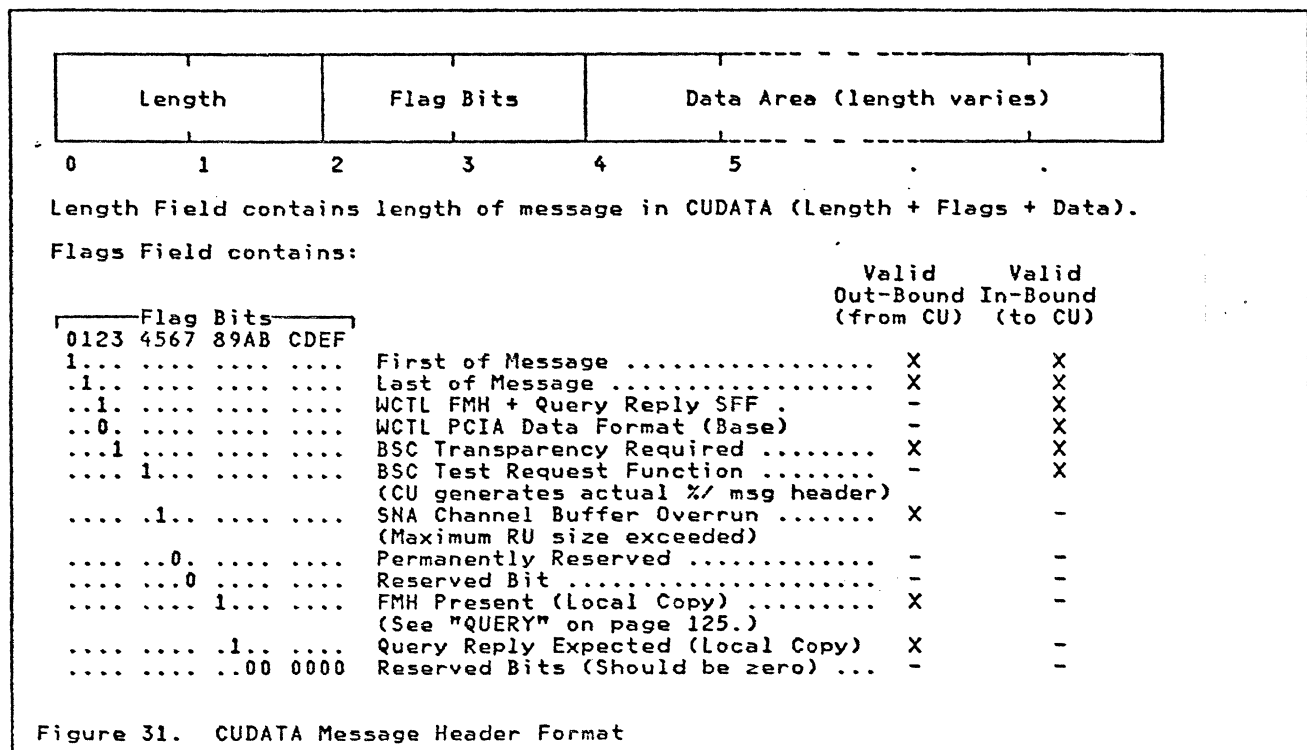 Length Flag Bits Data Area (length varies)
0 1 2 3 4 5 . .
Length Field contains length of message in CUDATA (Length + Flags + Data).
Flags Field contains:
Valid Valid
Out-Bound In-Bound
Flag Bits (from CU) (to CU)
0123 4567 89AB CDEF
1... .... .... .... First of Message ................. X X
.1.. .... .... .... Last of Message .................. X X
..1. .... .... .... WCTL FMH + Query Reply SFF . - X
..0. .... .... .... WCTL PCIA Data Format (Base) - X
...1 .... .... .... BSC Transparency Required ........ X X
.... 1... .... .... BSC Test Request Function ........ - X
(CU generates actual %/ msg header)
.... .1.. .... .... SNA Channel Buffer Overrun ....... X -
(Maximum RU size exceeded)
.... ..0. .... .... Permanently Reserved ............. - -
.... ...0 .... .... Reserved Bit ..................... - -
.... .... 1... .... FMH Present (Local Copy) ......... X -
(See "QUERY" on page 125.)
.... .... .1.. .... Query Reply Expected (Local Copy) X -
.... .... ..00 0000 Reserved Bits (Should be zero) ... - -
Figure 31. CUDATA Message Header Format